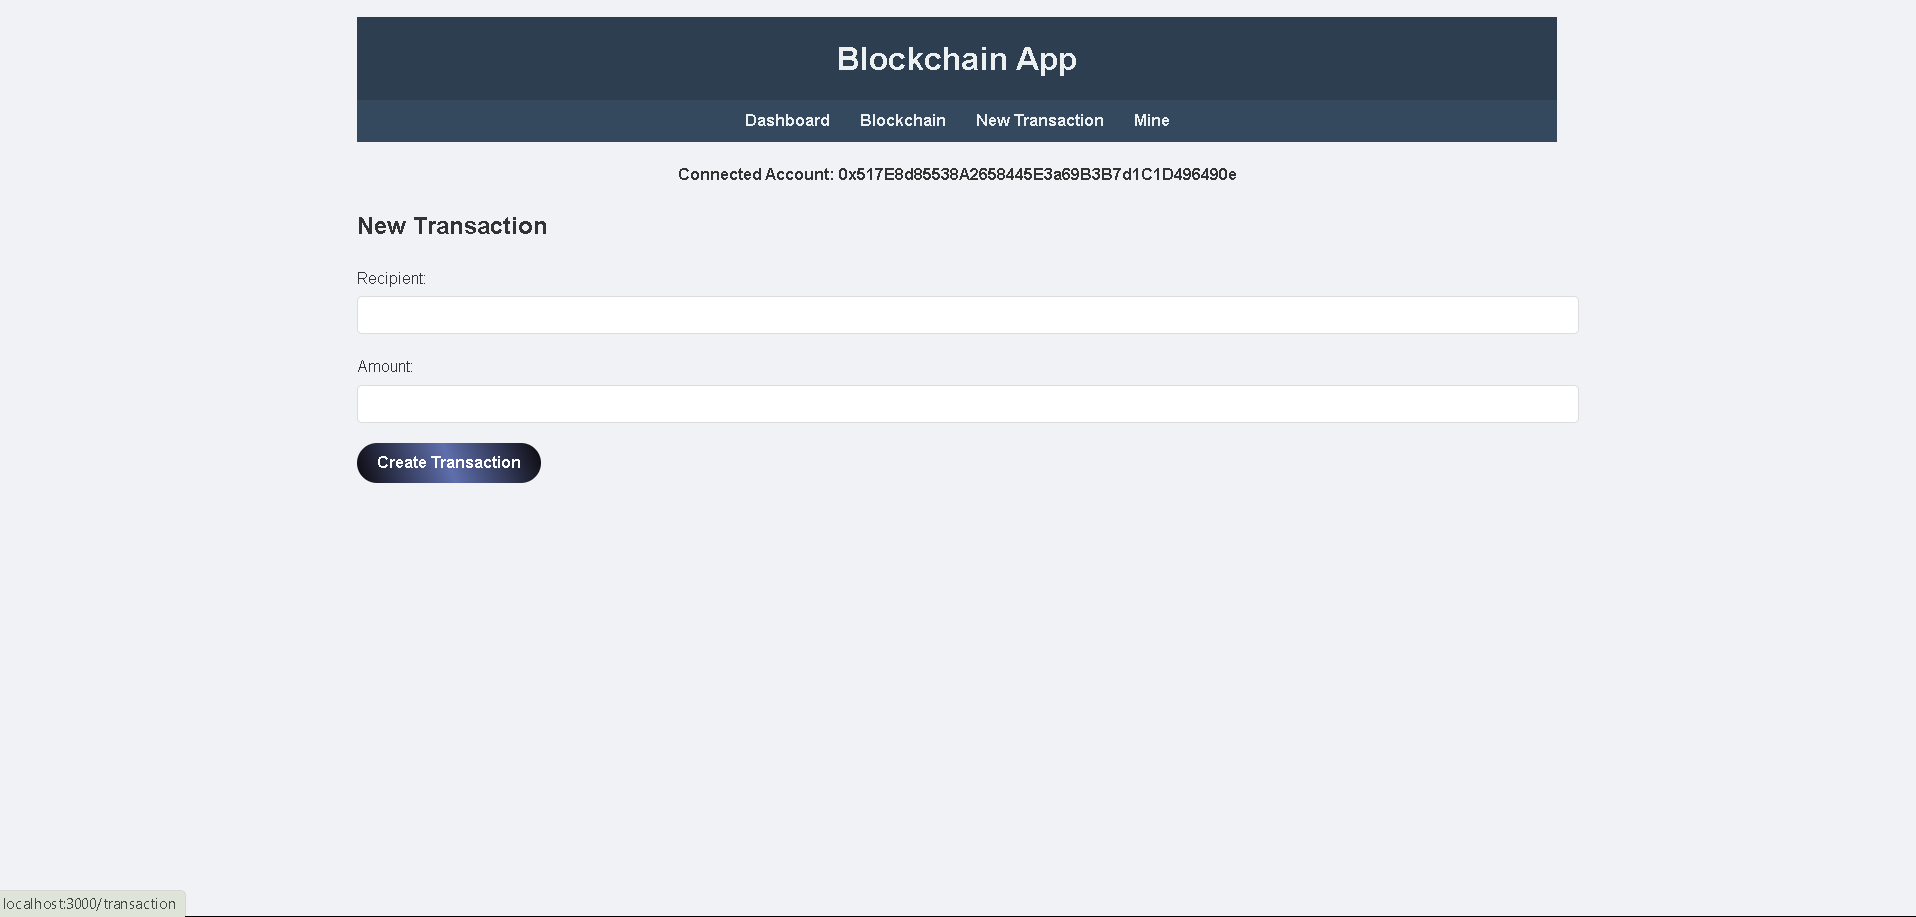 Blockchain App
Dashboard Blockchain New Transaction Mine
Connected Account: 0x517E8d85538A2658445E3a69B3B7d1C1D496490e
New Transaction
Recipient:
Amount:
Create Transaction
localhost:3000/transaction